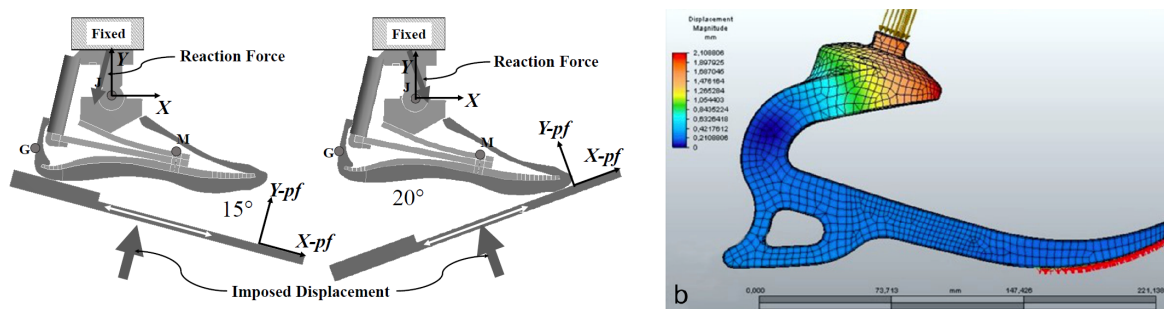 Fixed
Reaction Force
Y
J
X
G
M
15°
Y-pf
X-pf
Imposed Displacement
Fixed
Reaction Force
Y
J
X
G
M
20°
Y-pf
X-pf
Displacement
Magnitude
mm
2,108806
1,897925
1,687045
1,476164
1,265284
1,054403
0,8435224
0,6326418
0,4217612
0,2108806
0
b
0,000
73,713
mm
147,426
221,138